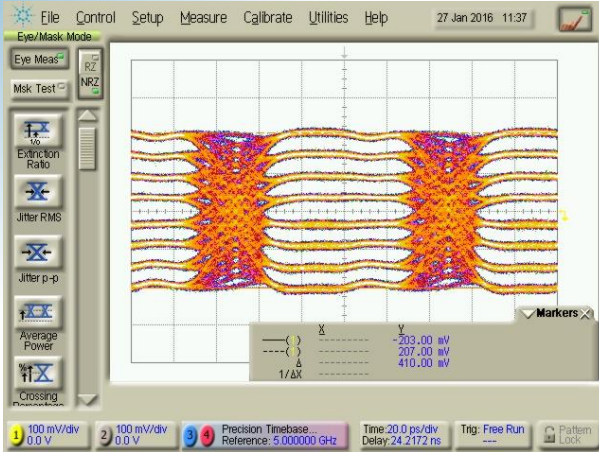 File Control Setup Measure Calibrate Utilities Help 27 Jan 2016 11:37
Eye/Mask Mode
Eye Meas
RZ
Msk Test
NRZ
1/0
Extinction
Ratio
Jitter RMS
Jitter p-p
Average
Power
%
Crossing
Markers
X Y
-203.00 mV
207.00 mV
Δ 410.00 mV
1/ΔX
1 100 mV/div
0.0 V
2 100 mV/div
0.0 V
3 4 Precision Timebase...
Reference: 5.000000 GHz
Time:20.0 ps/div
Delay:24.2172 ns
Trig: Free Run
---
Pattern
Lock